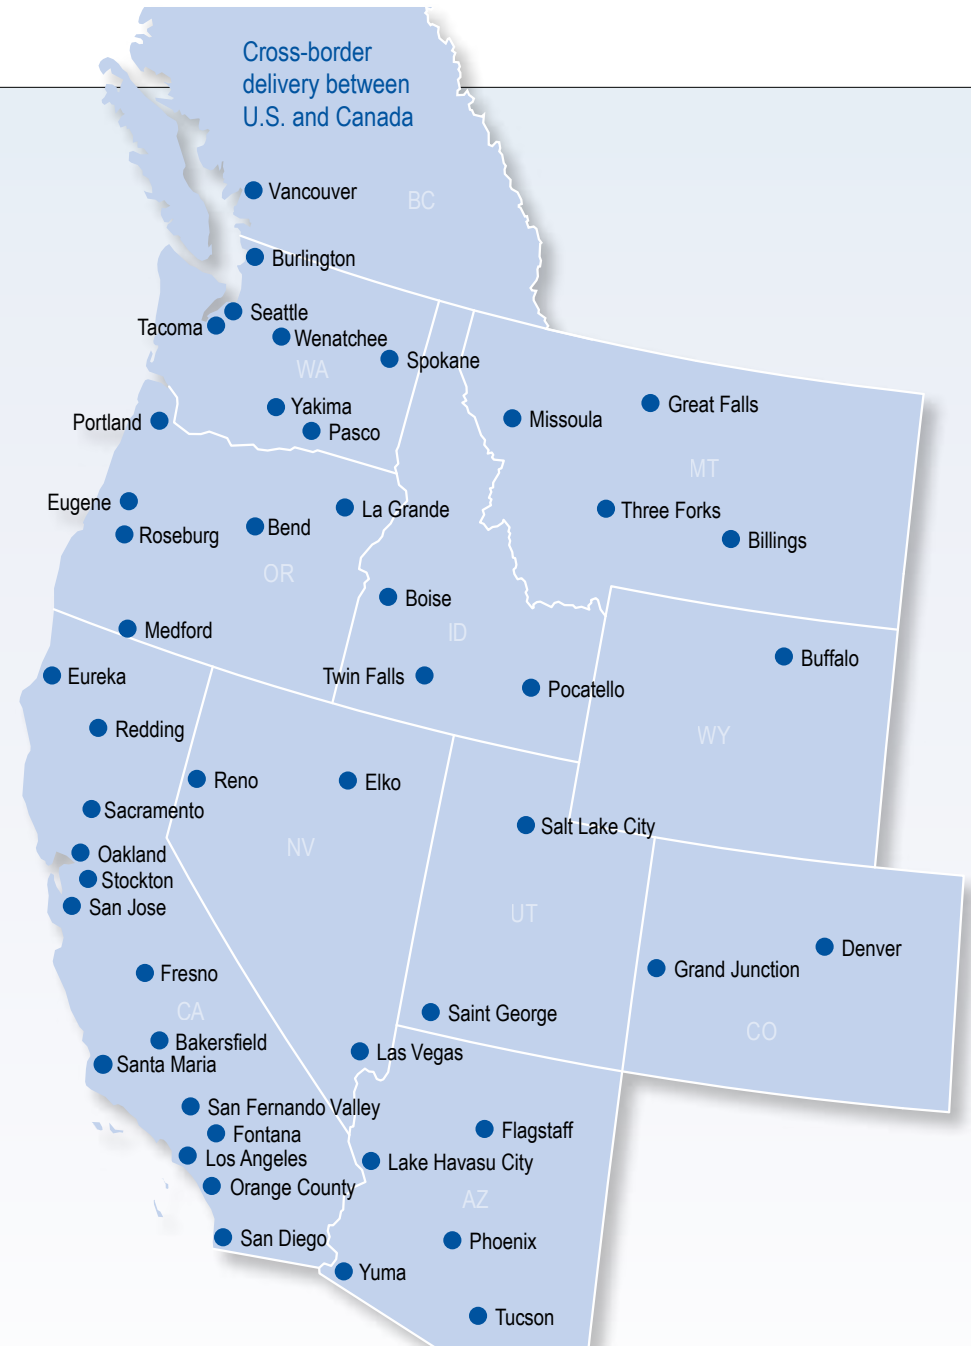 Cross-border
delivery between
U.S. and Canada
Vancouver
BC
Burlington
Seattle
Tacoma
Wenatchee
Spokane
WA
Yakima
Pasco
Portland
Missoula
Great Falls
MT
Eugene
Roseburg
Bend
La Grande
Three Forks
Billings
OR
Boise
Medford
ID
Buffalo
Eureka
Twin Falls
Pocatello
Redding
WY
Reno
Elko
Sacramento
Salt Lake City
Oakland
NV
Stockton
San Jose
UT
Denver
Fresno
Grand Junction
CA
Saint George
CO
Bakersfield
Las Vegas
Santa Maria
San Fernando Valley
Fontana
Flagstaff
Los Angeles
Lake Havasu City
Orange County
AZ
San Diego
Phoenix
Yuma
Tucson